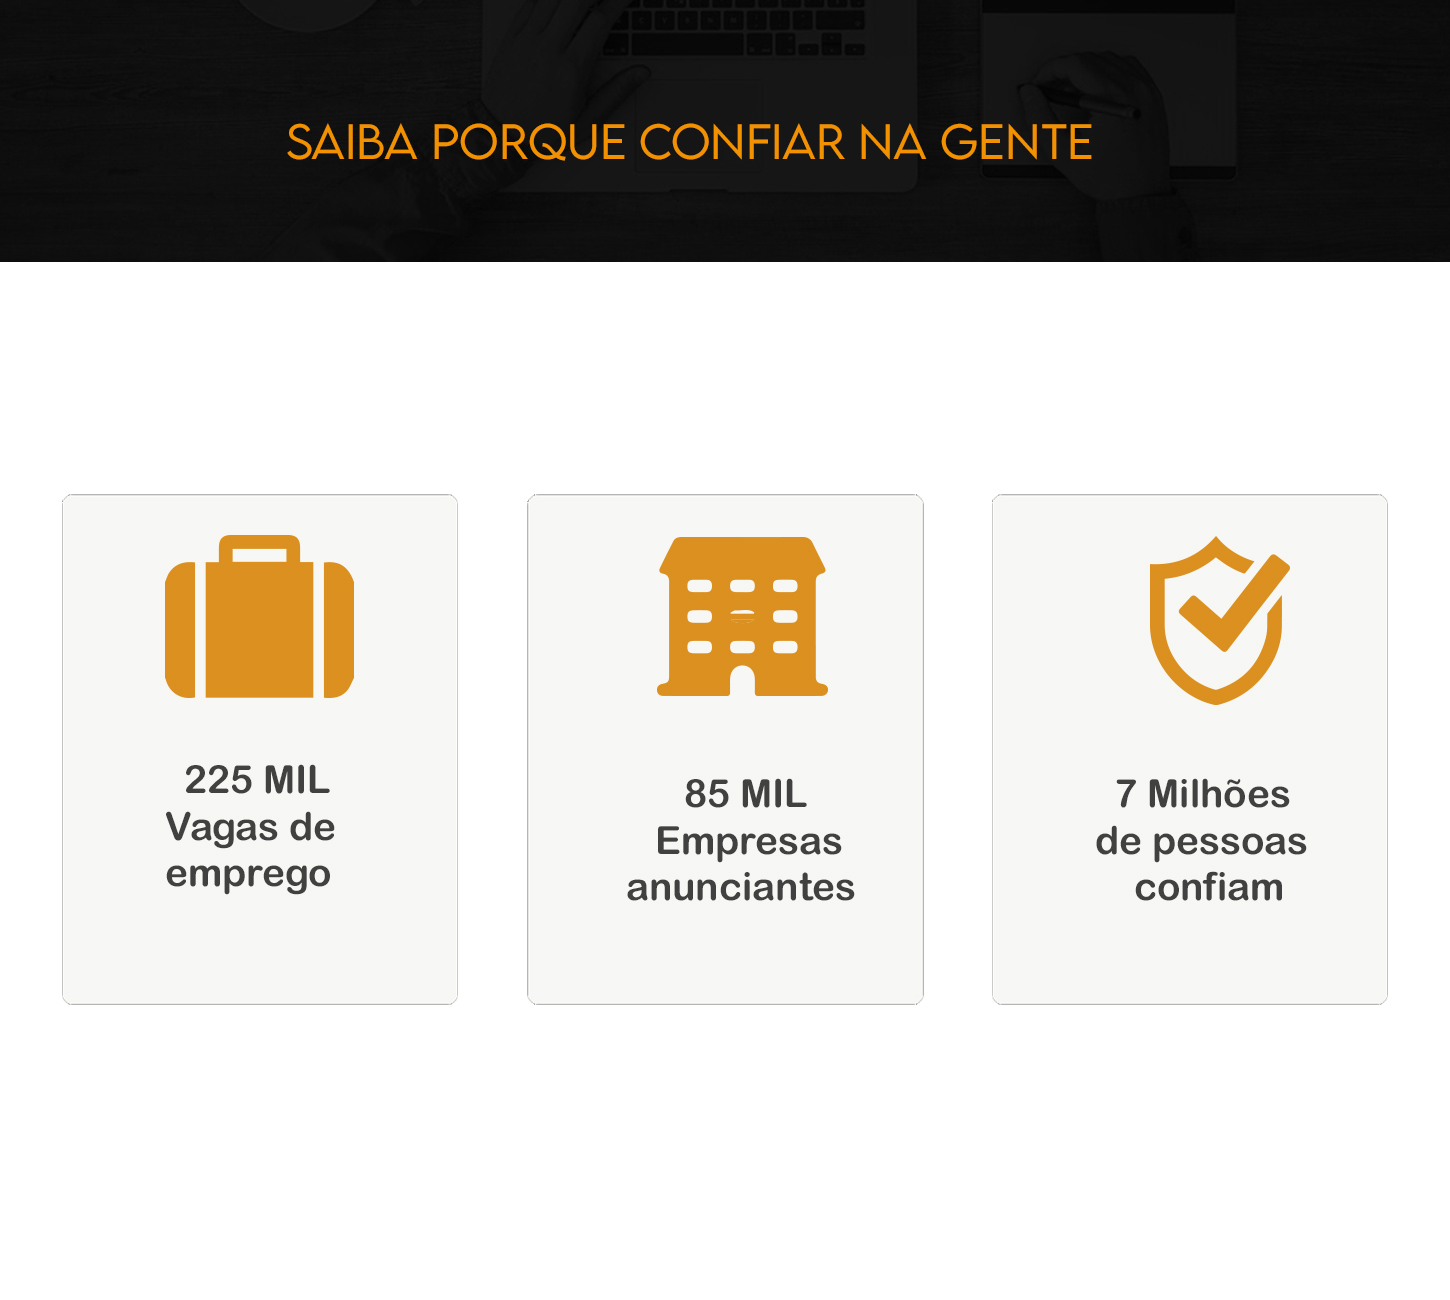 SAIBA PORQUE CONFIAR NA GENTE
225 MIL
Vagas de
emprego
85 MIL
Empresas
anunciantes
7 Milhões
de pessoas
confiam